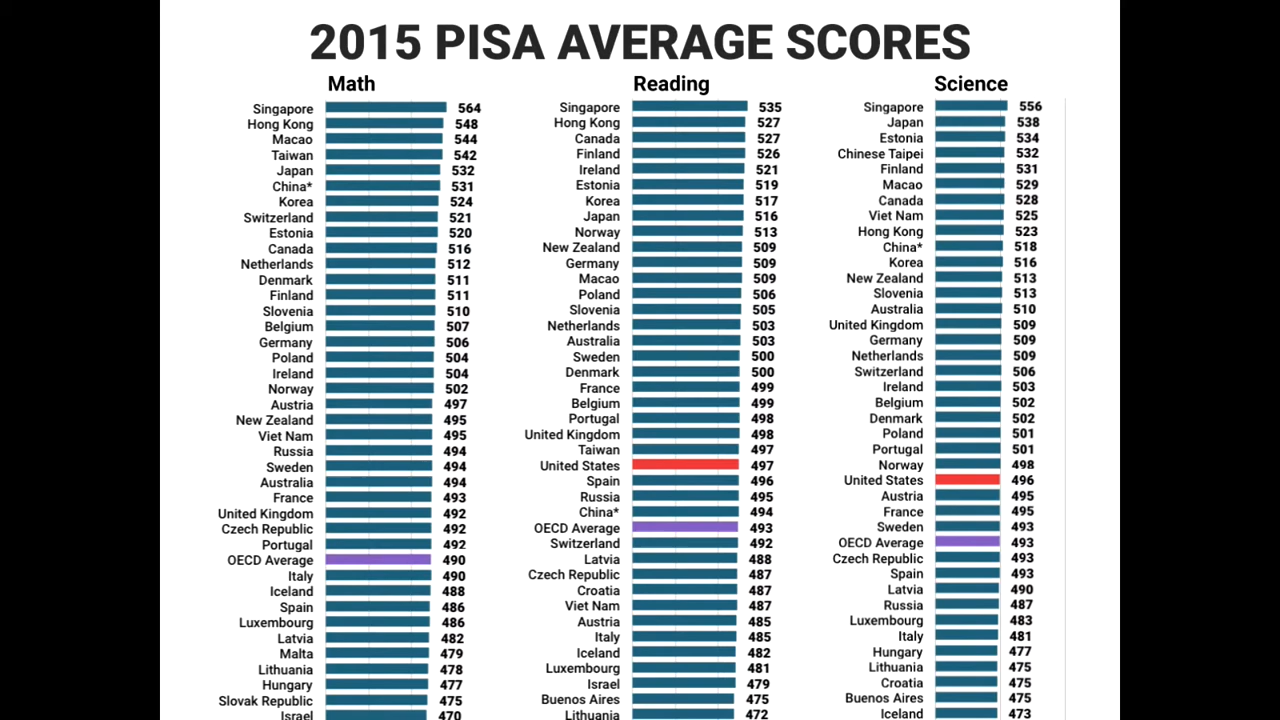 2015 PISA AVERAGE SCORES
Math
Singapore 564
Hong Kong 548
Macao 544
Taiwan 542
Japan 532
China* 531
Korea 524
Switzerland 521
Estonia 520
Canada 516
Netherlands 512
Denmark 511
Finland 511
Slovenia 510
Belgium 507
Germany 506
Poland 504
Ireland 504
Norway 502
Austria 497
New Zealand 495
Viet Nam 495
Russia 494
Sweden 494
Australia 494
France 493
United Kingdom 492
Czech Republic 492
Portugal 492
OECD Average 490
Italy 490
Iceland 488
Spain 486
Luxembourg 486
Latvia 482
Malta 479
Lithuania 478
Hungary 477
Slovak Republic 475
Israel 470
Reading
Singapore 535
Hong Kong 527
Canada 527
Finland 526
Ireland 521
Estonia 519
Korea 517
Japan 516
Norway 513
New Zealand 509
Germany 509
Macao 509
Poland 506
Slovenia 505
Netherlands 503
Australia 503
Sweden 500
Denmark 500
France 499
Belgium 499
Portugal 498
United Kingdom 498
Taiwan 497
United States 497
Spain 496
Russia 495
China* 494
OECD Average 493
Switzerland 492
Latvia 488
Czech Republic 487
Croatia 487
Viet Nam 487
Austria 485
Italy 485
Iceland 482
Luxembourg 481
Israel 479
Buenos Aires 475
Lithuania 472
Science
Singapore 556
Japan 538
Estonia 534
Chinese Taipei 532
Finland 531
Macao 529
Canada 528
Viet Nam 525
Hong Kong 523
China* 518
Korea 516
New Zealand 513
Slovenia 513
Australia 510
United Kingdom 509
Germany 509
Netherlands 509
Switzerland 506
Ireland 503
Belgium 502
Denmark 502
Poland 501
Portugal 501
Norway 498
United States 496
Austria 495
France 495
Sweden 493
OECD Average 493
Czech Republic 493
Spain 493
Latvia 490
Russia 487
Luxembourg 483
Italy 481
Hungary 477
Lithuania 475
Croatia 475
Buenos Aires 475
Iceland 473